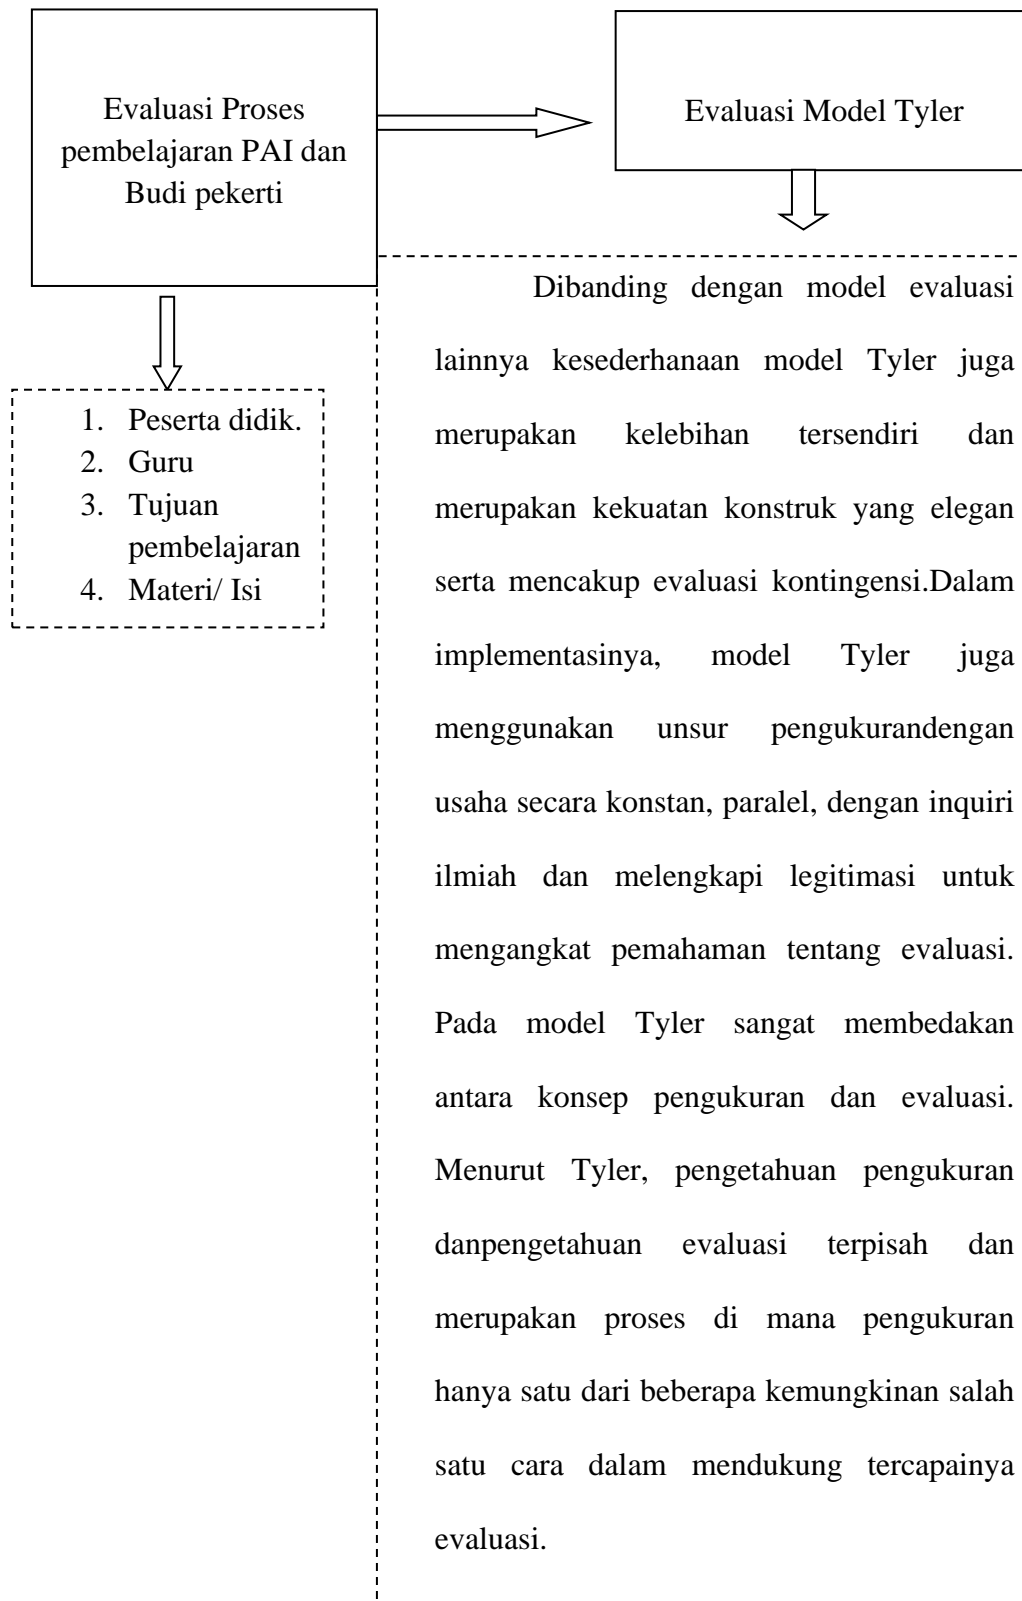 Evaluasi Proses
pembelajaran PAI dan
Budi pekerti
Evaluasi Model Tyler
1. Peserta didik.
2. Guru
3. Tujuan
pembelajaran
4. Materi/ Isi
Dibanding dengan model evaluasi
lainnya kesederhanaan model Tyler juga
merupakan kelebihan tersendiri dan
merupakan kekuatan konstruk yang elegan
serta mencakup evaluasi kontingensi.Dalam
implementasinya, model Tyler juga
menggunakan unsur pengukurandengan
usaha secara konstan, paralel, dengan inquiri
ilmiah dan melengkapi legitimasi untuk
mengangkat pemahaman tentang evaluasi.
Pada model Tyler sangat membedakan
antara konsep pengukuran dan evaluasi.
Menurut Tyler, pengetahuan pengukuran
danpengetahuan evaluasi terpisah dan
merupakan proses di mana pengukuran
hanya satu dari beberapa kemungkinan salah
satu cara dalam mendukung tercapainya
evaluasi.